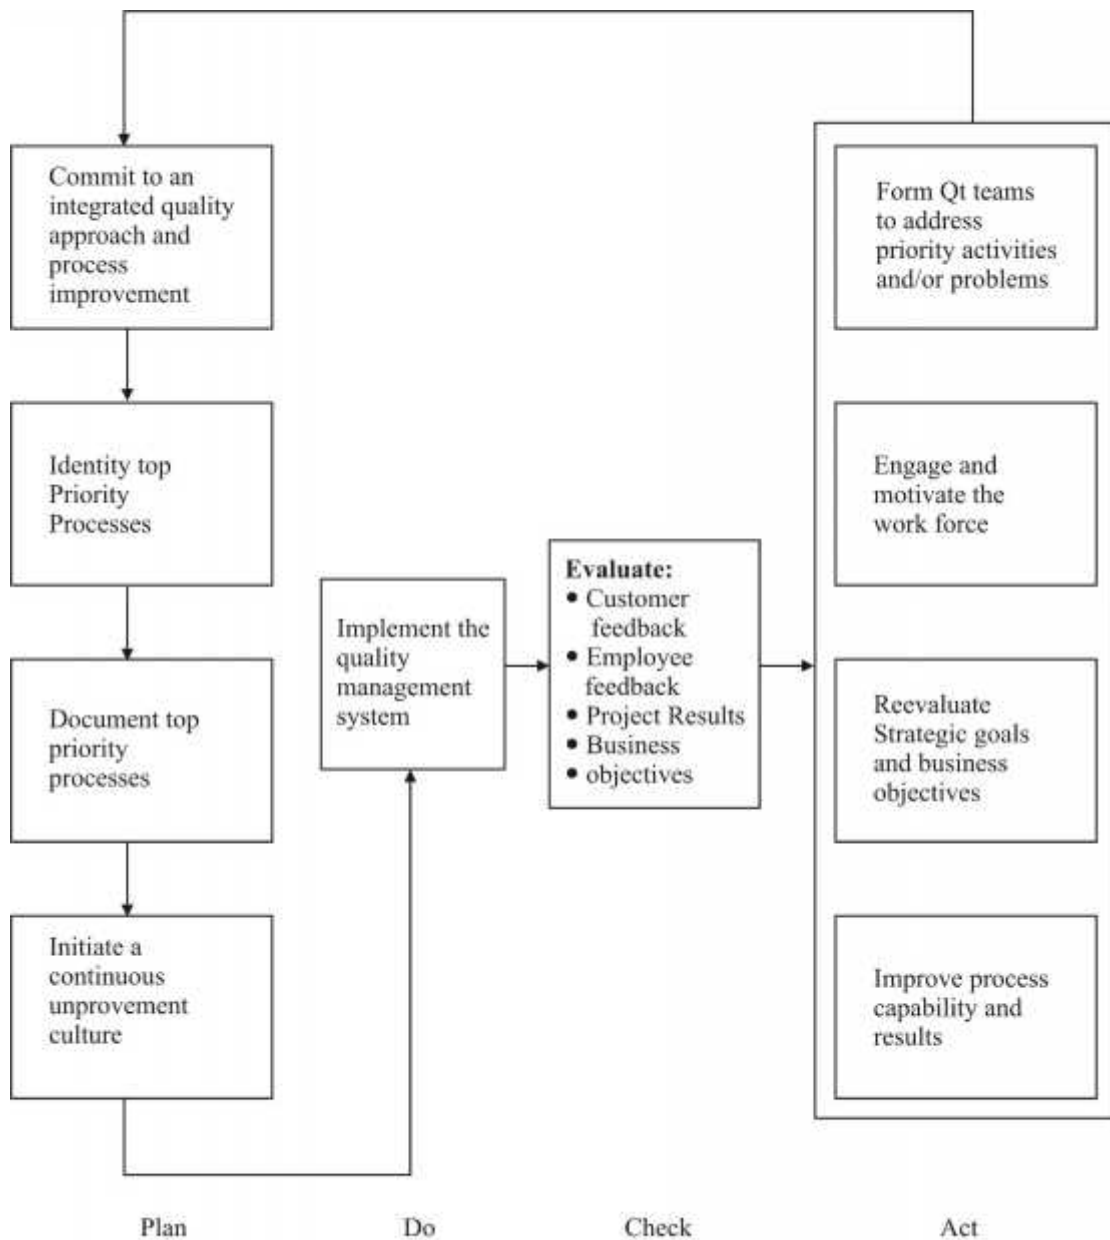 Commit to an
integrated quality
approach and
process
improvement
Identity top
Priority
Processes
Document top
priority
processes
Initiate a
continuous
unprovement
culture
Implement the
quality
management
system
Evaluate:
• Customer
feedback
• Employee
feedback
• Project Results
• Business
• objectives
Form Qt teams
to address
priority activities
and/or problems
Engage and
motivate the
work force
Reevaluate
Strategic goals
and business
objectives
Improve process
capability and
results
Plan
Do
Check
Act